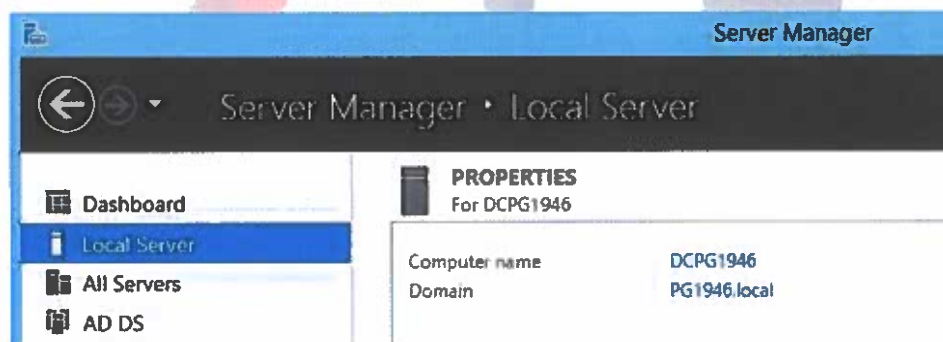 Server Manager
Server Manager • Local Server
Dashboard
Local Server
All Servers
AD DS
PROPERTIES
For DCPG1946
Computer name DCPG1946
Domain PG1946.local